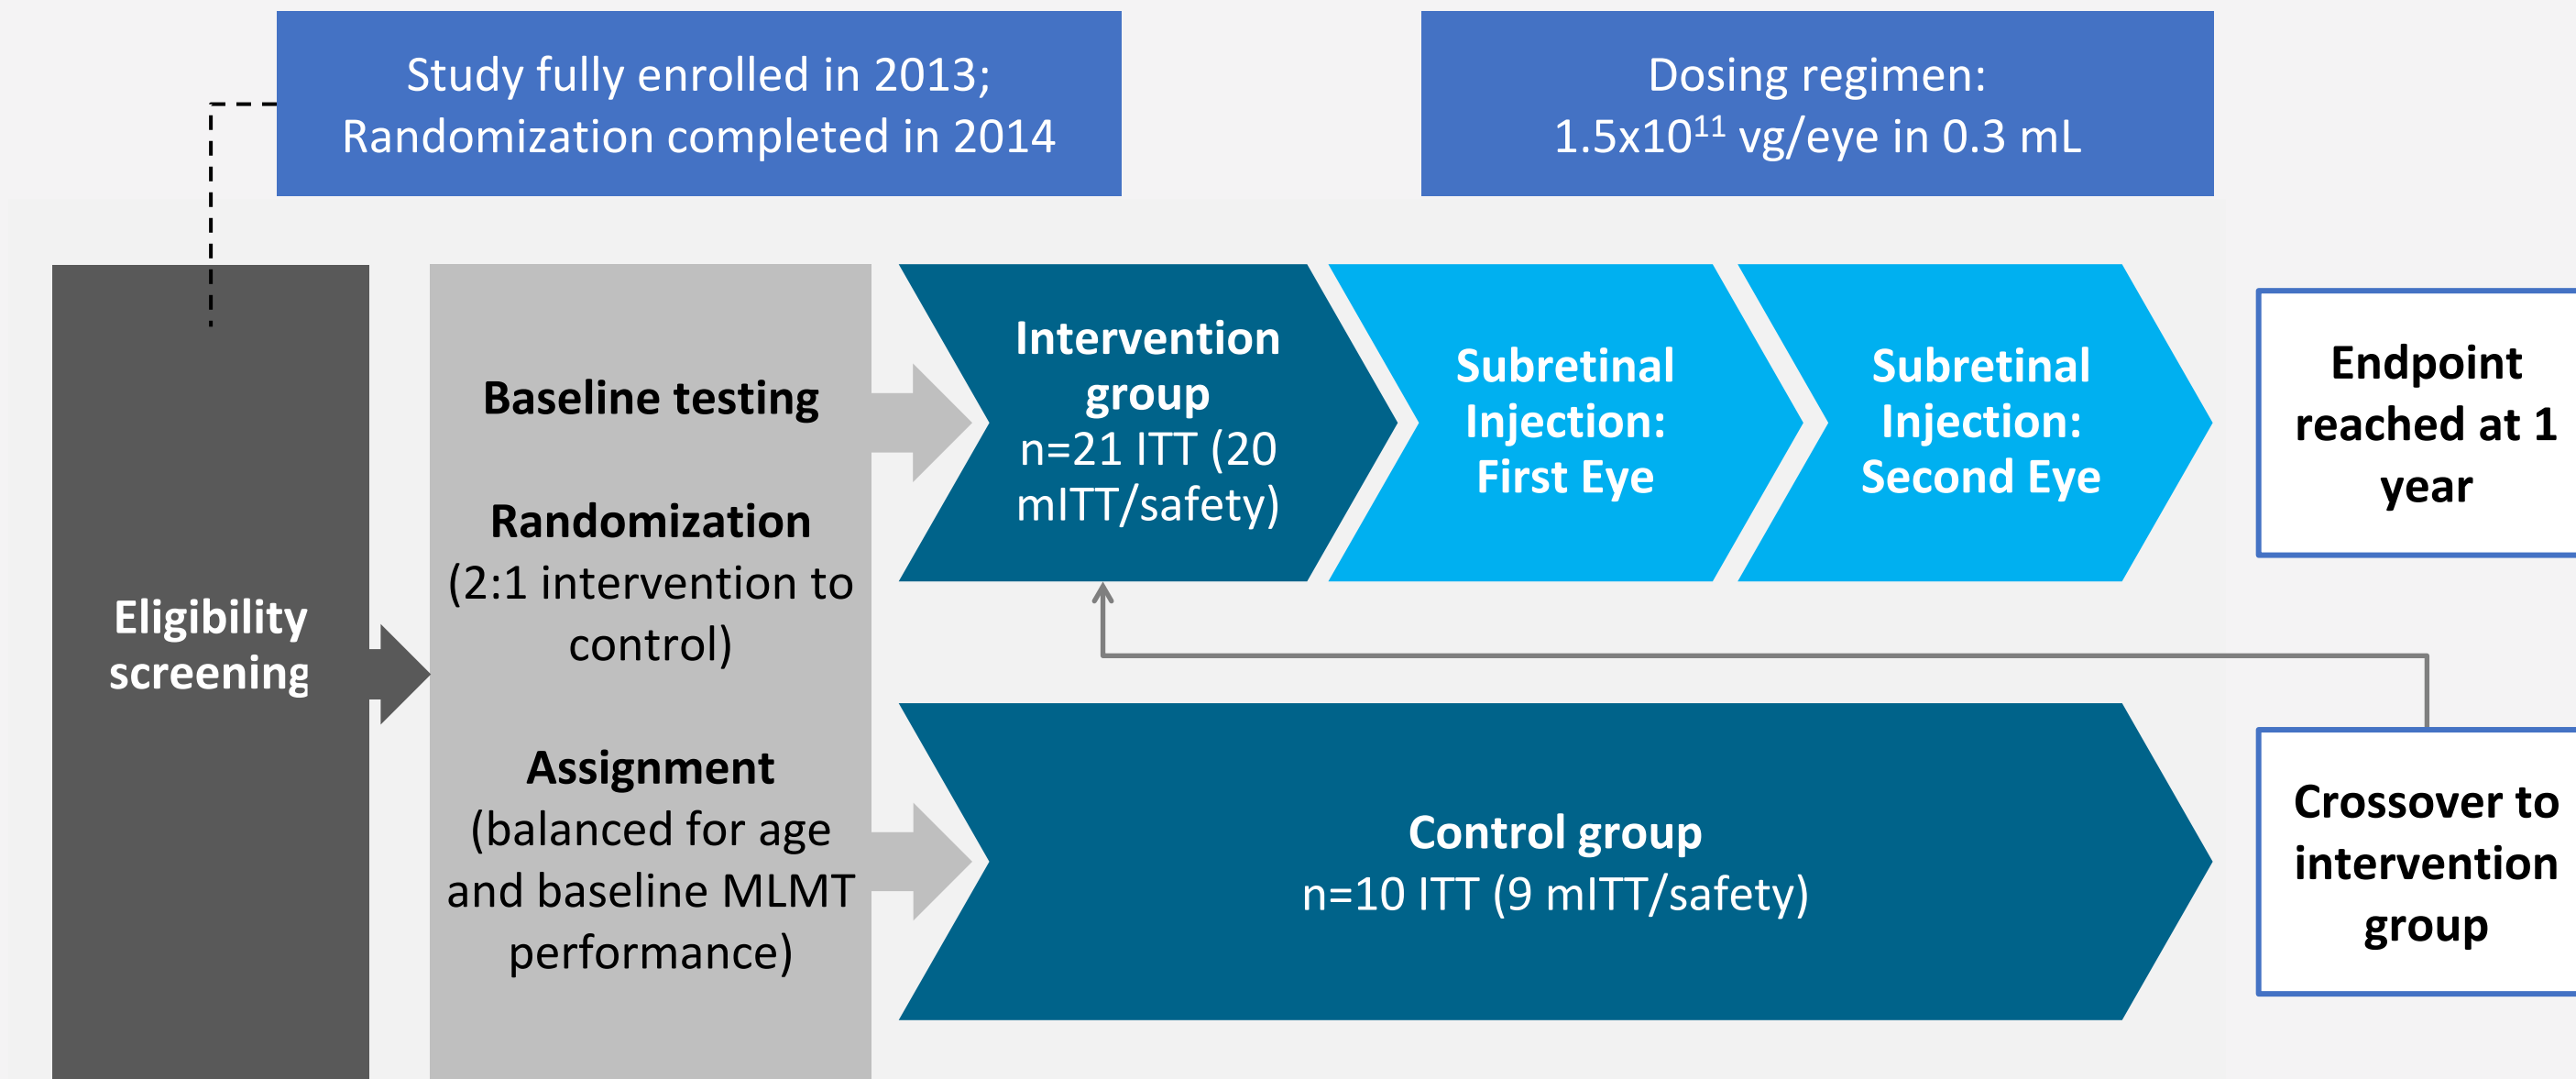 Study fully enrolled in 2013;
Randomization completed in 2014
Dosing regimen:
1.5x10¹¹ vg/eye in 0.3 mL
Eligibility
screening
Baseline testing
Randomization
(2:1 intervention to
control)
Assignment
(balanced for age
and baseline MLMT
performance)
Intervention
group
n=21 ITT (20
mITT/safety)
Subretinal
Injection:
First Eye
Subretinal
Injection:
Second Eye
Endpoint
reached at 1
year
Control group
n=10 ITT (9 mITT/safety)
Crossover to
intervention
group